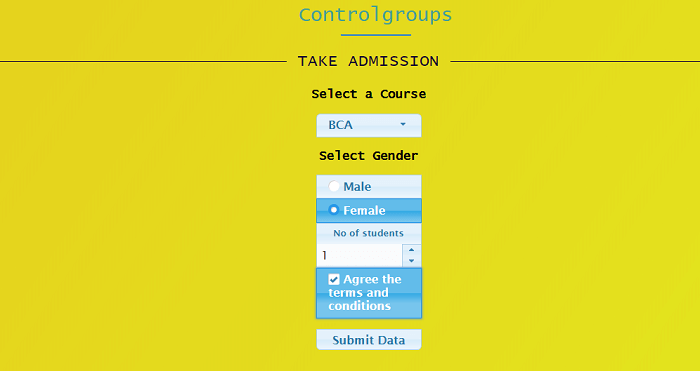 Controlgroups
TAKE ADMISSION
Select a Course
BCA
Select Gender
Male
Female
No of students
1
Agree the
terms and
conditions
Submit Data